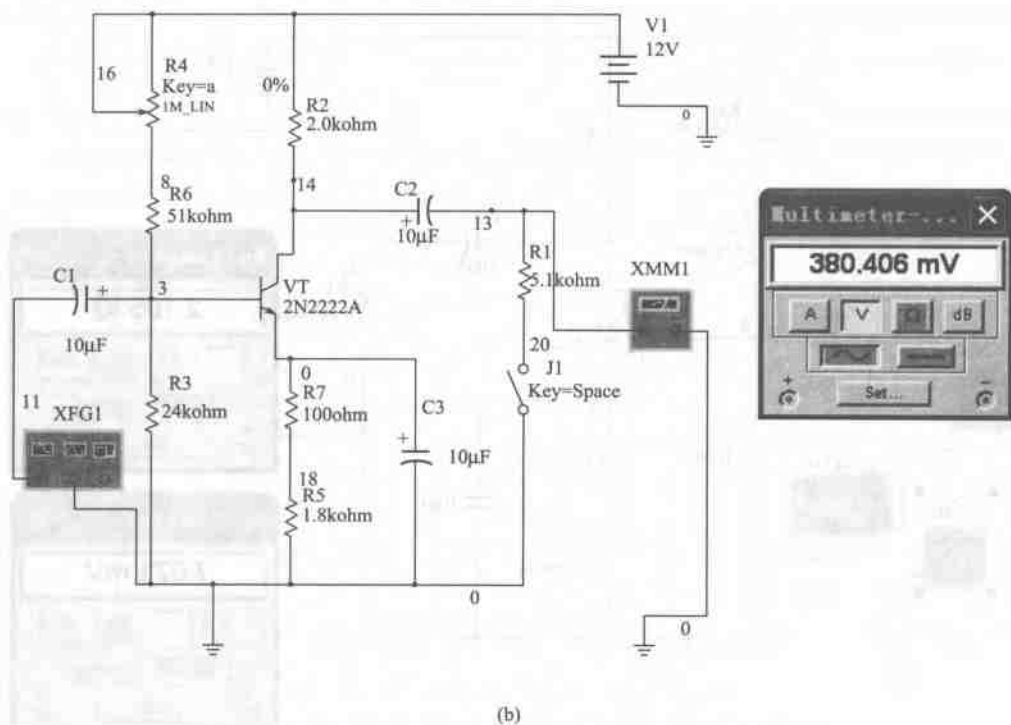 V1
12V
16
R4
Key=a
1M_LIN
0%
R2
2.0kohm
0
8
R6
51kohm
14
C2
+
10μF
13
Multimeter-...
380.406 mV
A
V
Ω
dB
Set...
+
-
R1
5.1kohm
XMM1
C1
+
3
10μF
VT
2N2222A
20
J1
Key=Space
0
R7
100ohm
C3
+
10μF
R3
24kohm
11
XFG1
18
R5
1.8kohm
0
0
(b)